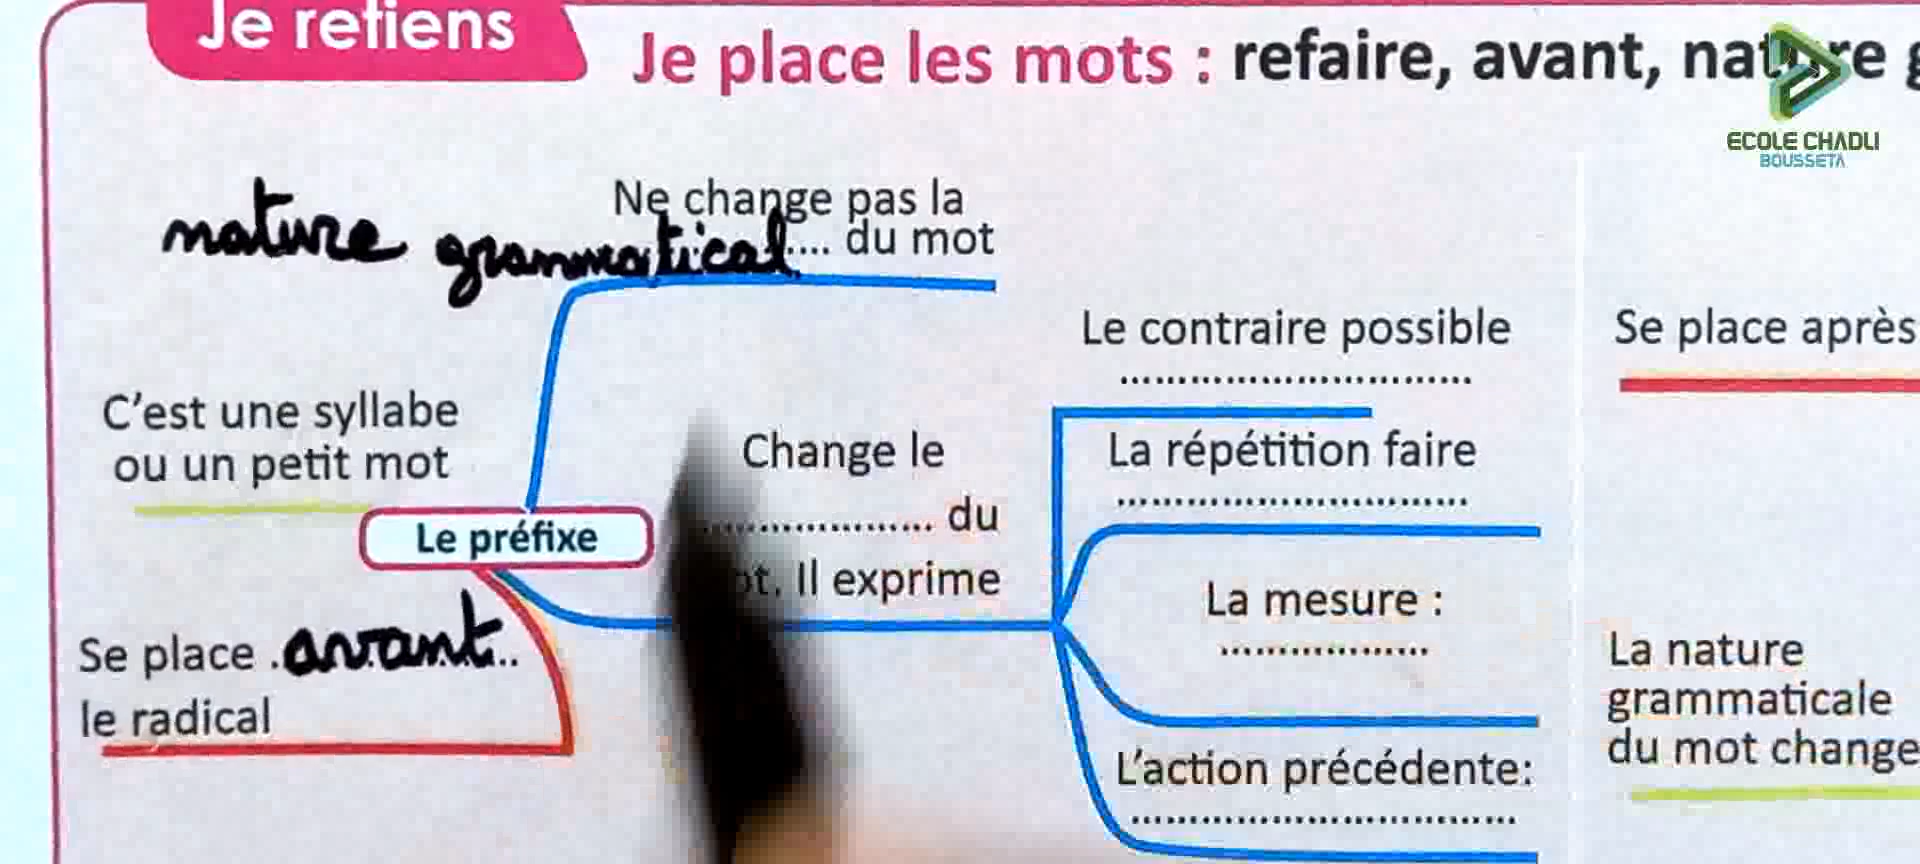 Je retiens
Je place les mots : refaire, avant, nature g
ECOLE CHADLI
BOUSSETA
Ne change pas la
nature grammatical.... du mot
Le contraire possible
..............................
Se place après
C'est une syllabe
ou un petit mot
Change le
.................. du
ot. Il exprime
La répétition faire
..............................
Le préfixe
La mesure :
..................
Se place .avant..
le radical
La nature
grammaticale
du mot change
L'action précédente:
.................................